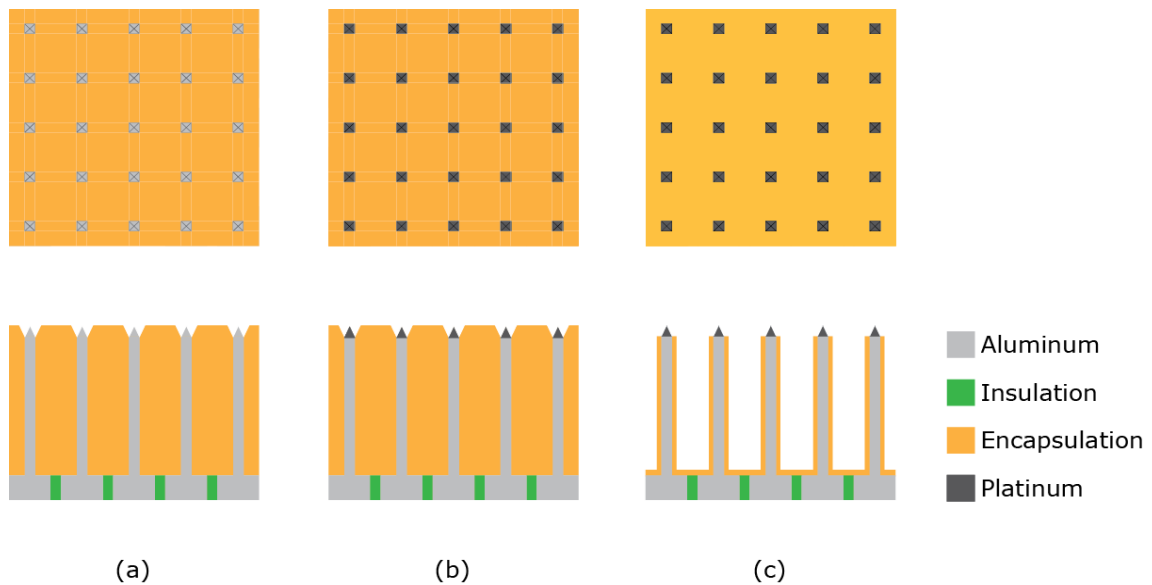 Aluminum
Insulation
Encapsulation
Platinum
(a)
(b)
(c)